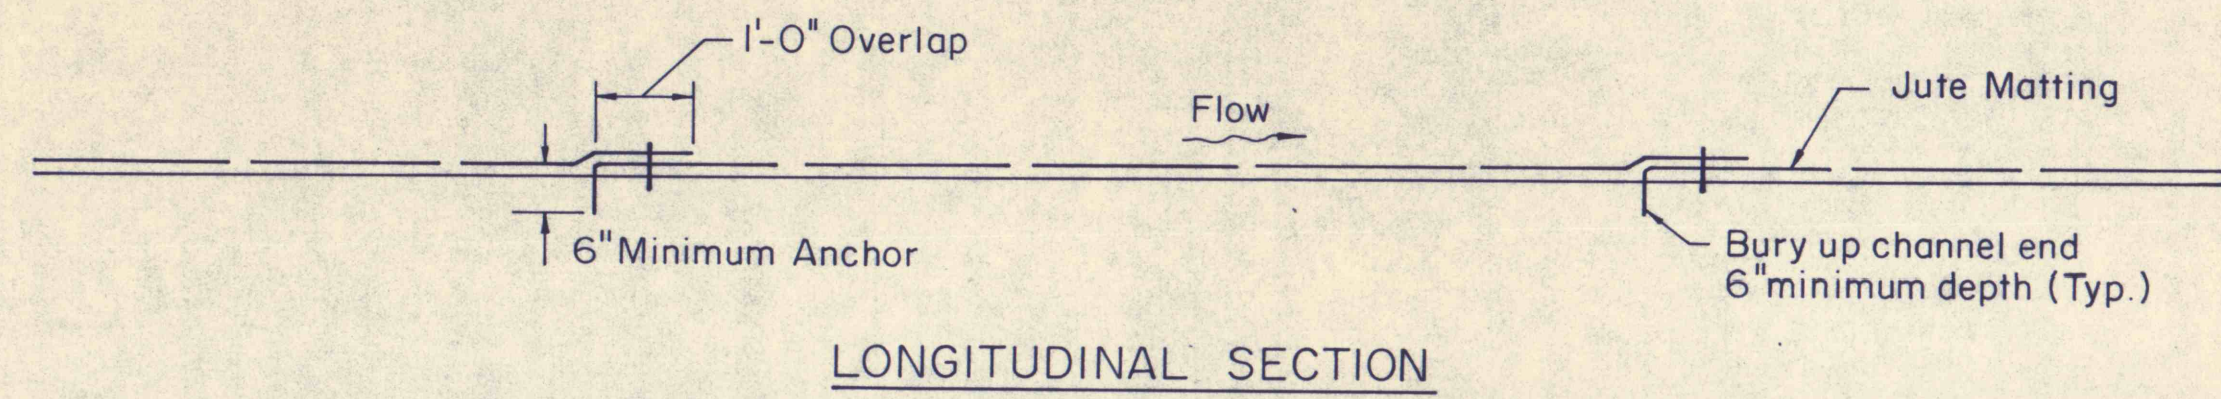 1'-0" Overlap
Flow
Jute Matting
6" Minimum Anchor
Bury up channel end
6" minimum depth (Typ.)
LONGITUDINAL SECTION